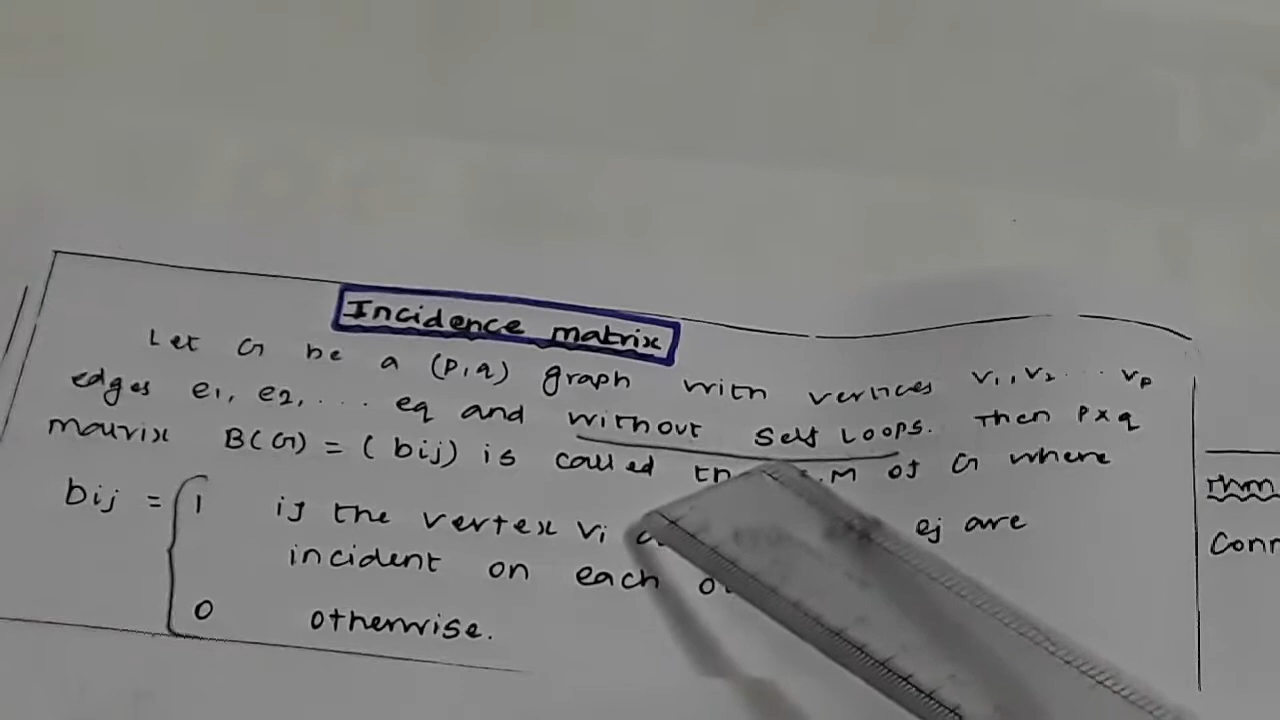 Incidence matrix
Let G be a (p,q) graph with vertices v1, v2 ... vp
edges e1, e2, ... eq and without self loops. Then p x q
matrix B(G) = (bij) is called of G where
bij = { 1 if the vertex vi ej are
incident on each
0 otherwise.
thm